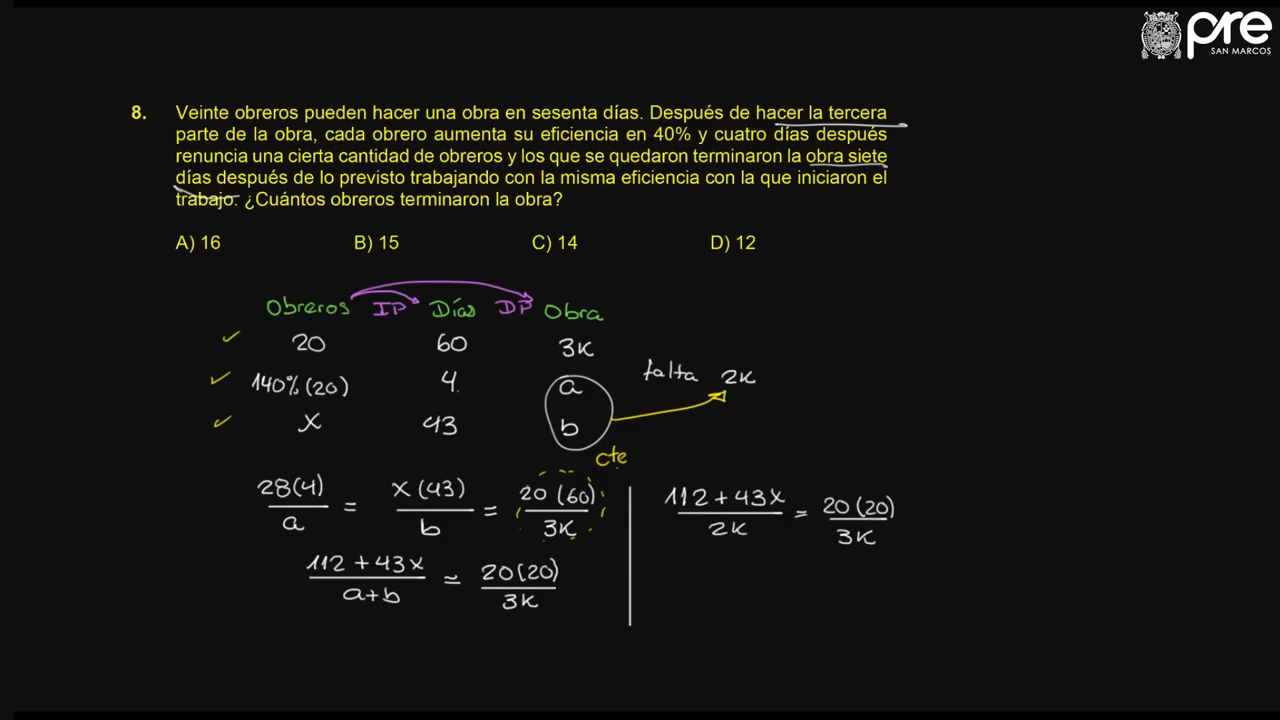 pre
SAN MARCOS
8. Veinte obreros pueden hacer una obra en sesenta días. Después de hacer la tercera
parte de la obra, cada obrero aumenta su eficiencia en 40% y cuatro días después
renuncia una cierta cantidad de obreros y los que se quedaron terminaron la obra siete
días después de lo previsto trabajando con la misma eficiencia con la que iniciaron el
trabajo. ¿Cuántos obreros terminaron la obra?
A) 16 B) 15 C) 14 D) 12
Obreros IP Días DP Obra
20 60 3K
140%(20) 4 a falta 2K
X 43 b
cte
28(4)/a = x(43)/b = 20(60)/3K
112 + 43x/a+b = 20(20)/3K
112 + 43x/2K = 20(20)/3K